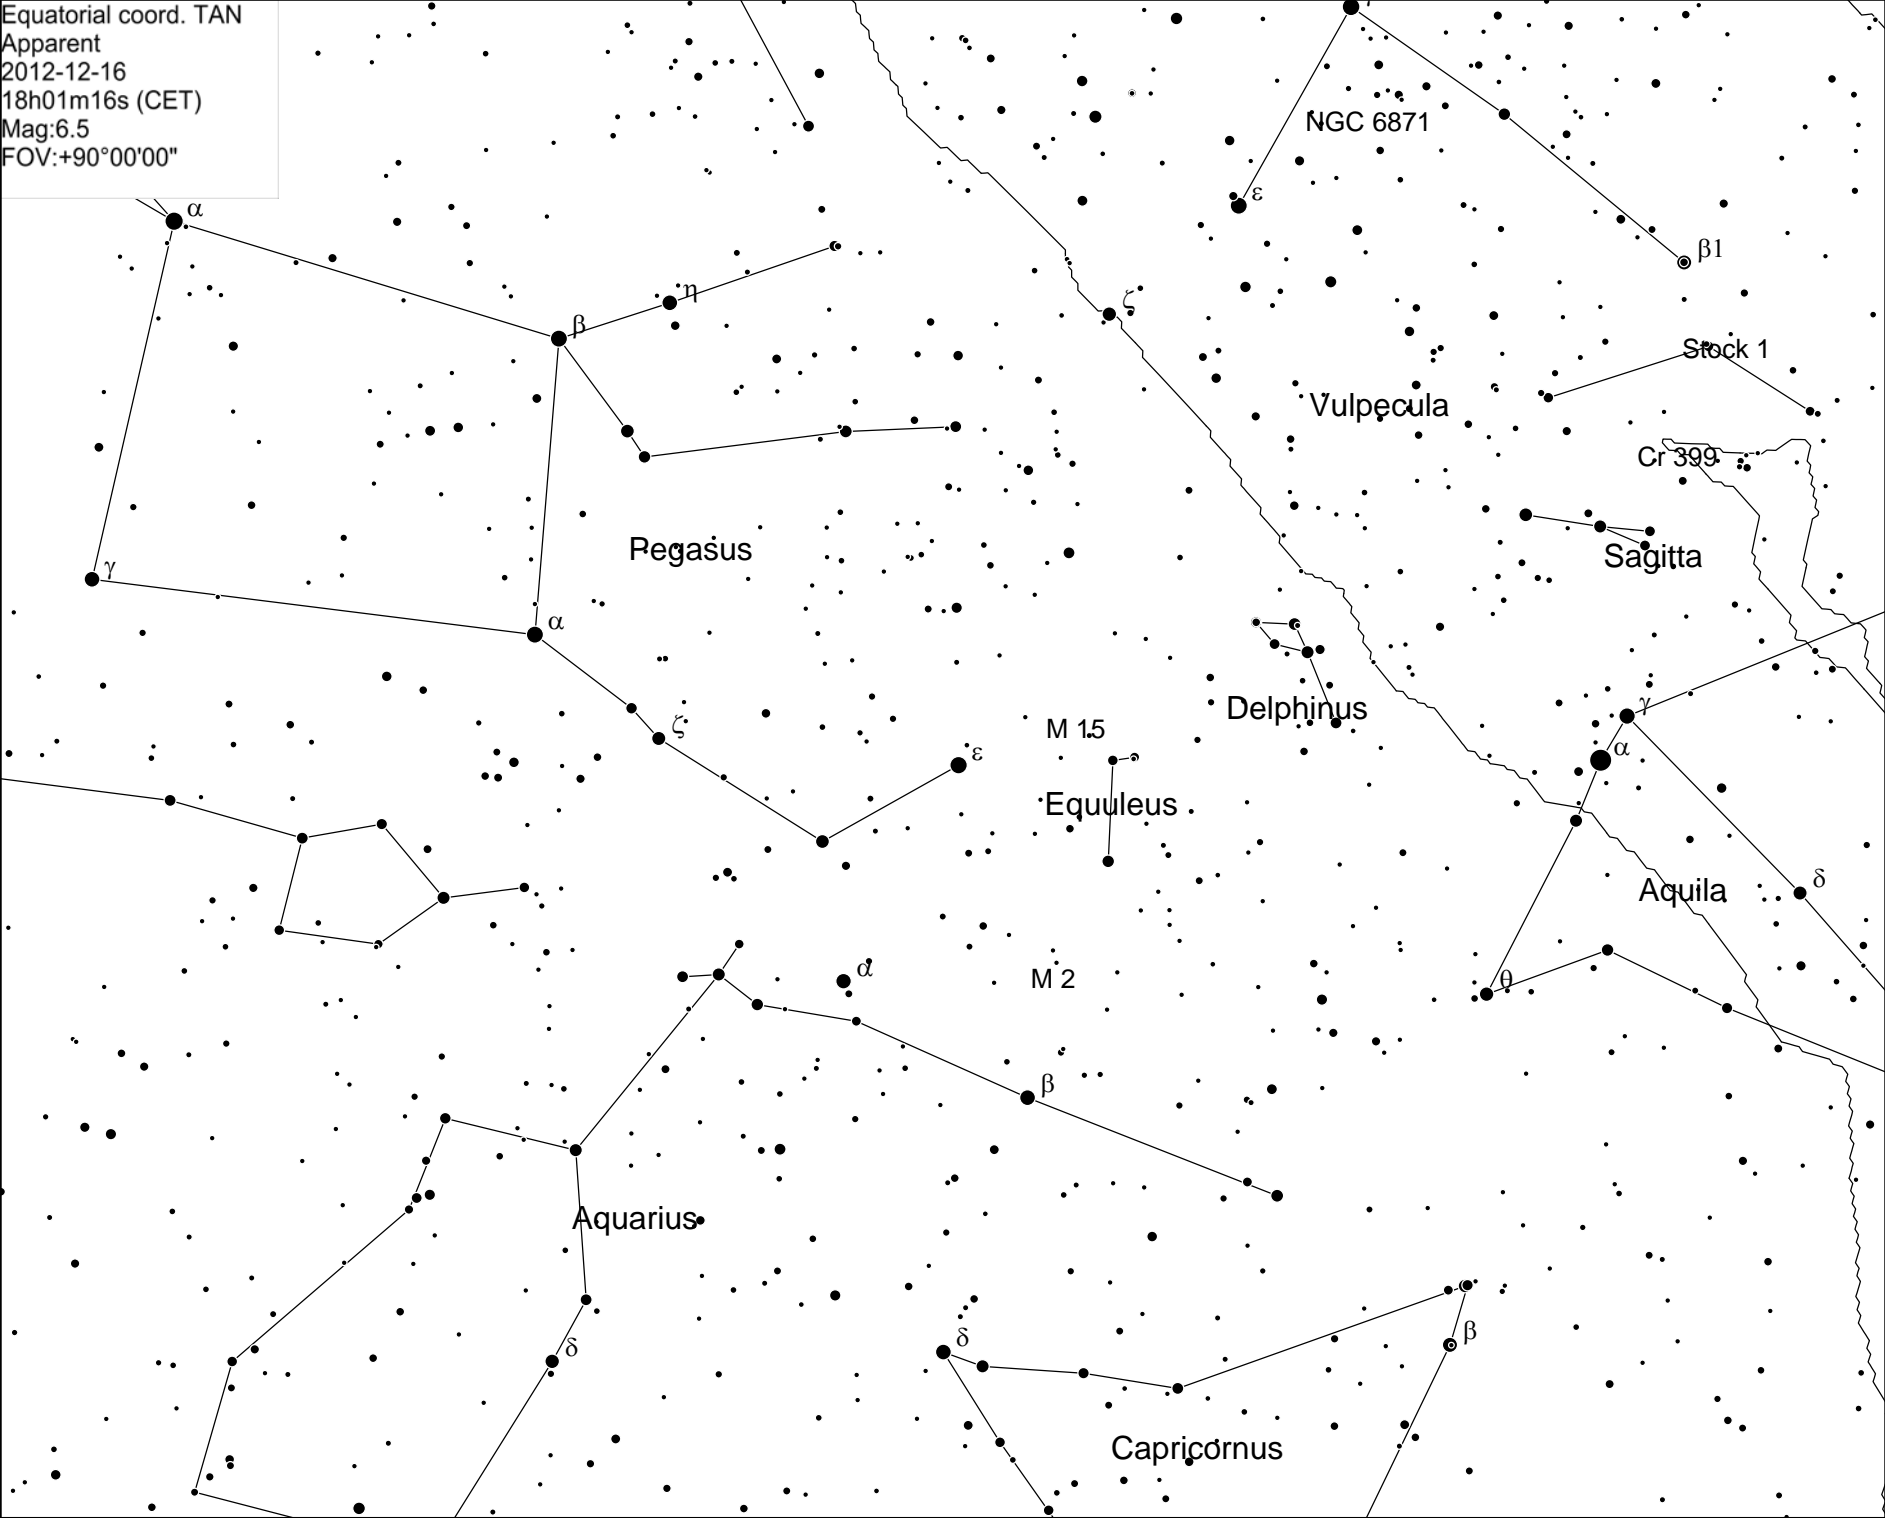 Equatorial coord. TAN
Apparent
2012-12-16
18h01m16s (CET)
Mag:6.5
FOV:+90°00'00"
NGC 6871
ε
α
β1
η
ζ
β
Stock 1
Vulpecula
Cr 399
Pegasus
Sagitta
γ
α
Delphinus
γ
ζ
M 15
α
ε
Equuleus
δ
Aquila
α
M 2
θ
β
Aquarius
δ
δ
β
Capricornus